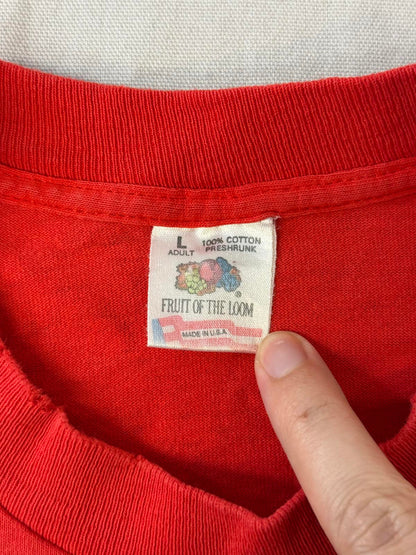 L 100% COTTON
ADULT PRESHRUNK
®
FRUIT OF THE LOOM
MADE IN U.S.A.